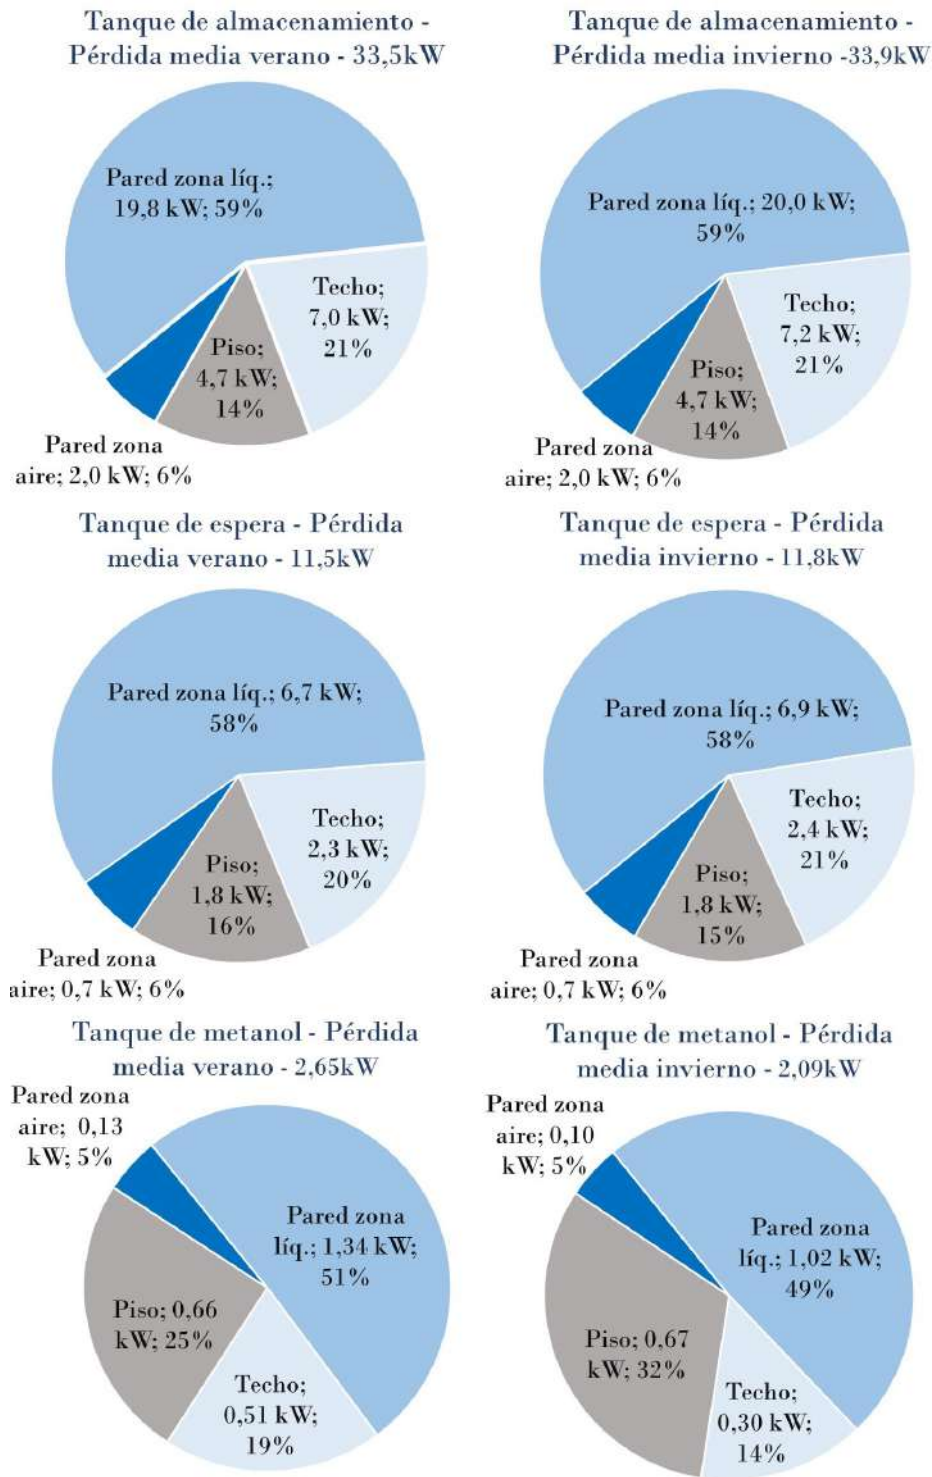 Tanque de almacenamiento -
Pérdida media verano - 33,5kW
Pared zona líq.;
19,8 kW; 59%
Techo;
7,0 kW;
21%
Piso;
4,7 kW;
14%
Pared zona
aire; 2,0 kW; 6%
Tanque de almacenamiento -
Pérdida media invierno -33,9kW
Pared zona líq.; 20,0 kW;
59%
Techo;
7,2 kW;
21%
Piso;
4,7 kW;
14%
Pared zona
aire; 2,0 kW; 6%
Tanque de espera - Pérdida
media verano - 11,5kW
Pared zona líq.; 6,7 kW;
58%
Techo;
2,3 kW;
20%
Piso;
1,8 kW;
16%
Pared zona
aire; 0,7 kW; 6%
Tanque de espera - Pérdida
media invierno - 11,8kW
Pared zona líq.; 6,9 kW;
58%
Techo;
2,4 kW;
21%
Piso;
1,8 kW;
15%
Pared zona
aire; 0,7 kW; 6%
Tanque de metanol - Pérdida
media verano - 2,65kW
Pared zona
aire; 0,13
kW; 5%
Pared zona
líq.; 1,34 kW;
51%
Piso; 0,66
kW; 25%
Techo;
0,51 kW;
19%
Tanque de metanol - Pérdida
media invierno - 2,09kW
Pared zona
aire; 0,10
kW; 5%
Pared zona
líq.; 1,02 kW;
49%
Piso; 0,67
kW; 32%
Techo;
0,30 kW;
14%